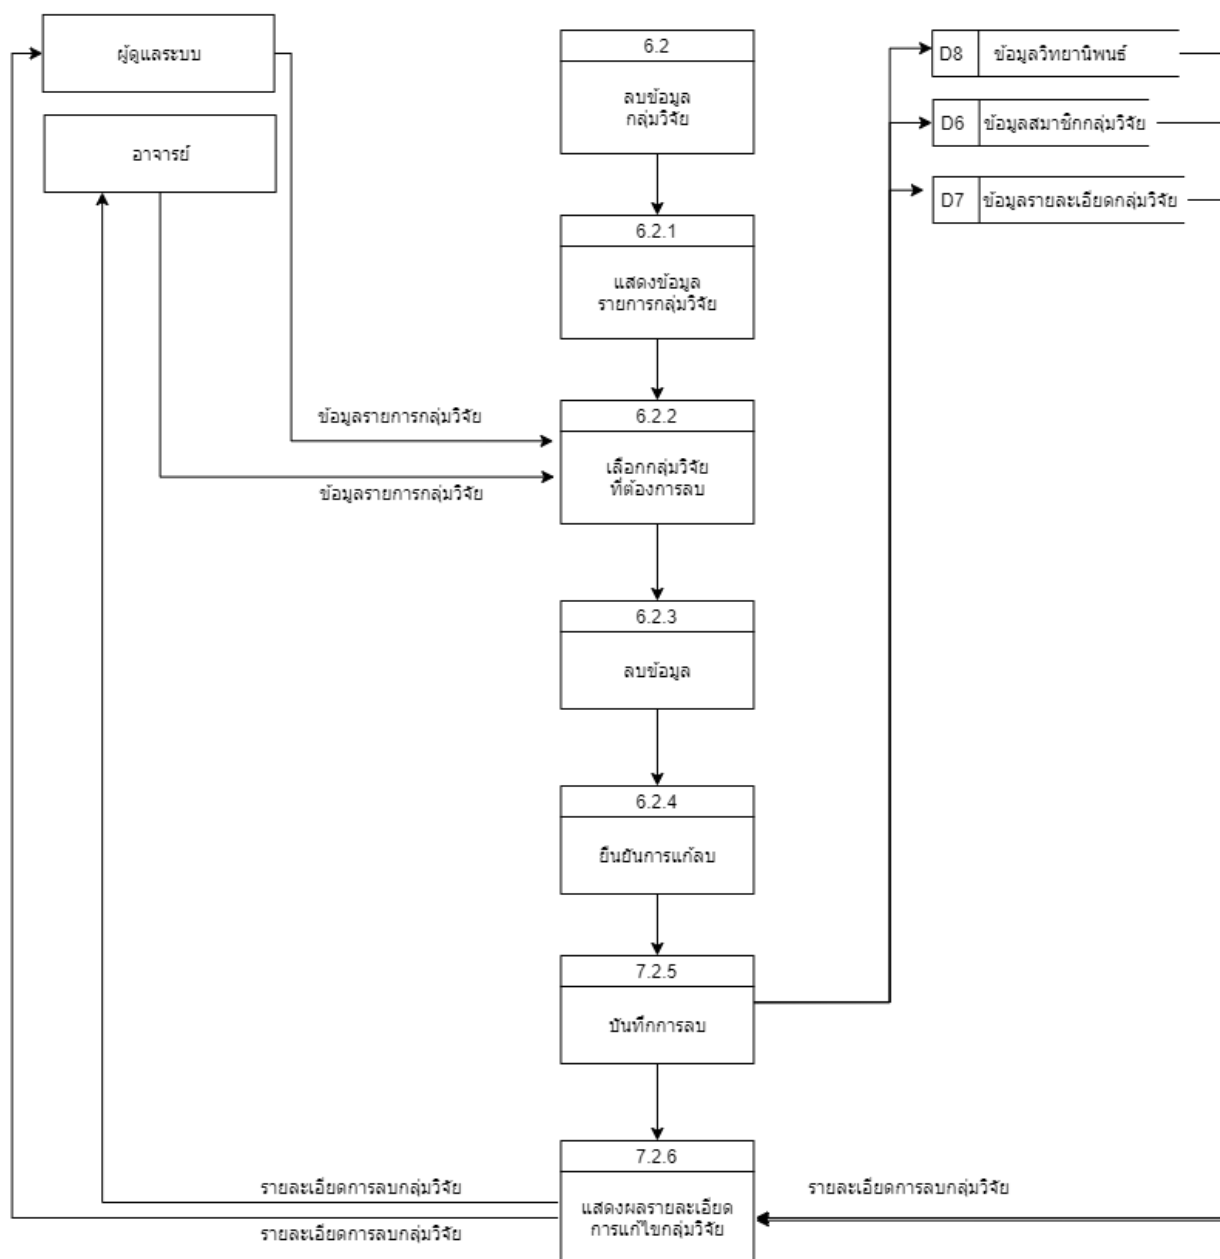 ผู้ดูแลระบบ
อาจารย์
6.2
ลบข้อมูล
กลุ่มวิจัย
D8 ข้อมูลวิทยานิพนธ์
D6 ข้อมูลสมาชิกกลุ่มวิจัย
D7 ข้อมูลรายละเอียดกลุ่มวิจัย
6.2.1
แสดงข้อมูล
รายการกลุ่มวิจัย
ข้อมูลรายการกลุ่มวิจัย
ข้อมูลรายการกลุ่มวิจัย
6.2.2
เลือกกลุ่มวิจัย
ที่ต้องการลบ
6.2.3
ลบข้อมูล
6.2.4
ยืนยันการแก้ลบ
7.2.5
บันทึกการลบ
7.2.6
แสดงผลรายละเอียด
การแก้ไขกลุ่มวิจัย
รายละเอียดการลบกลุ่มวิจัย
รายละเอียดการลบกลุ่มวิจัย
รายละเอียดการลบกลุ่มวิจัย